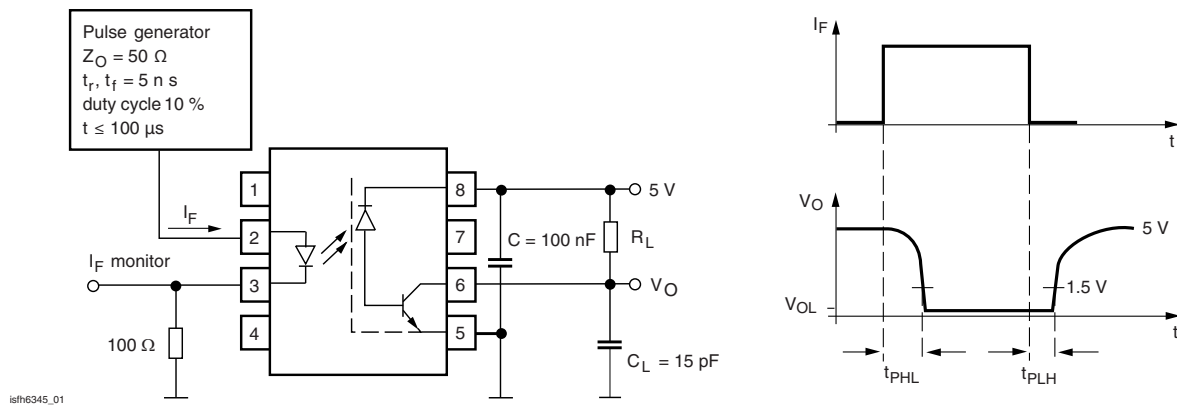 Pulse generator
Z_O = 50 Ω
t_r, t_f = 5 n s
duty cycle 10 %
t ≤ 100 µs
I_F
1
2
3
4
8
7
6
5
5 V
C = 100 nF
R_L
V_O
C_L = 15 pF
I_F monitor
100 Ω
isfh6345_01
I_F
t
V_O
5 V
1.5 V
V_OL
t
t_PHL
t_PLH